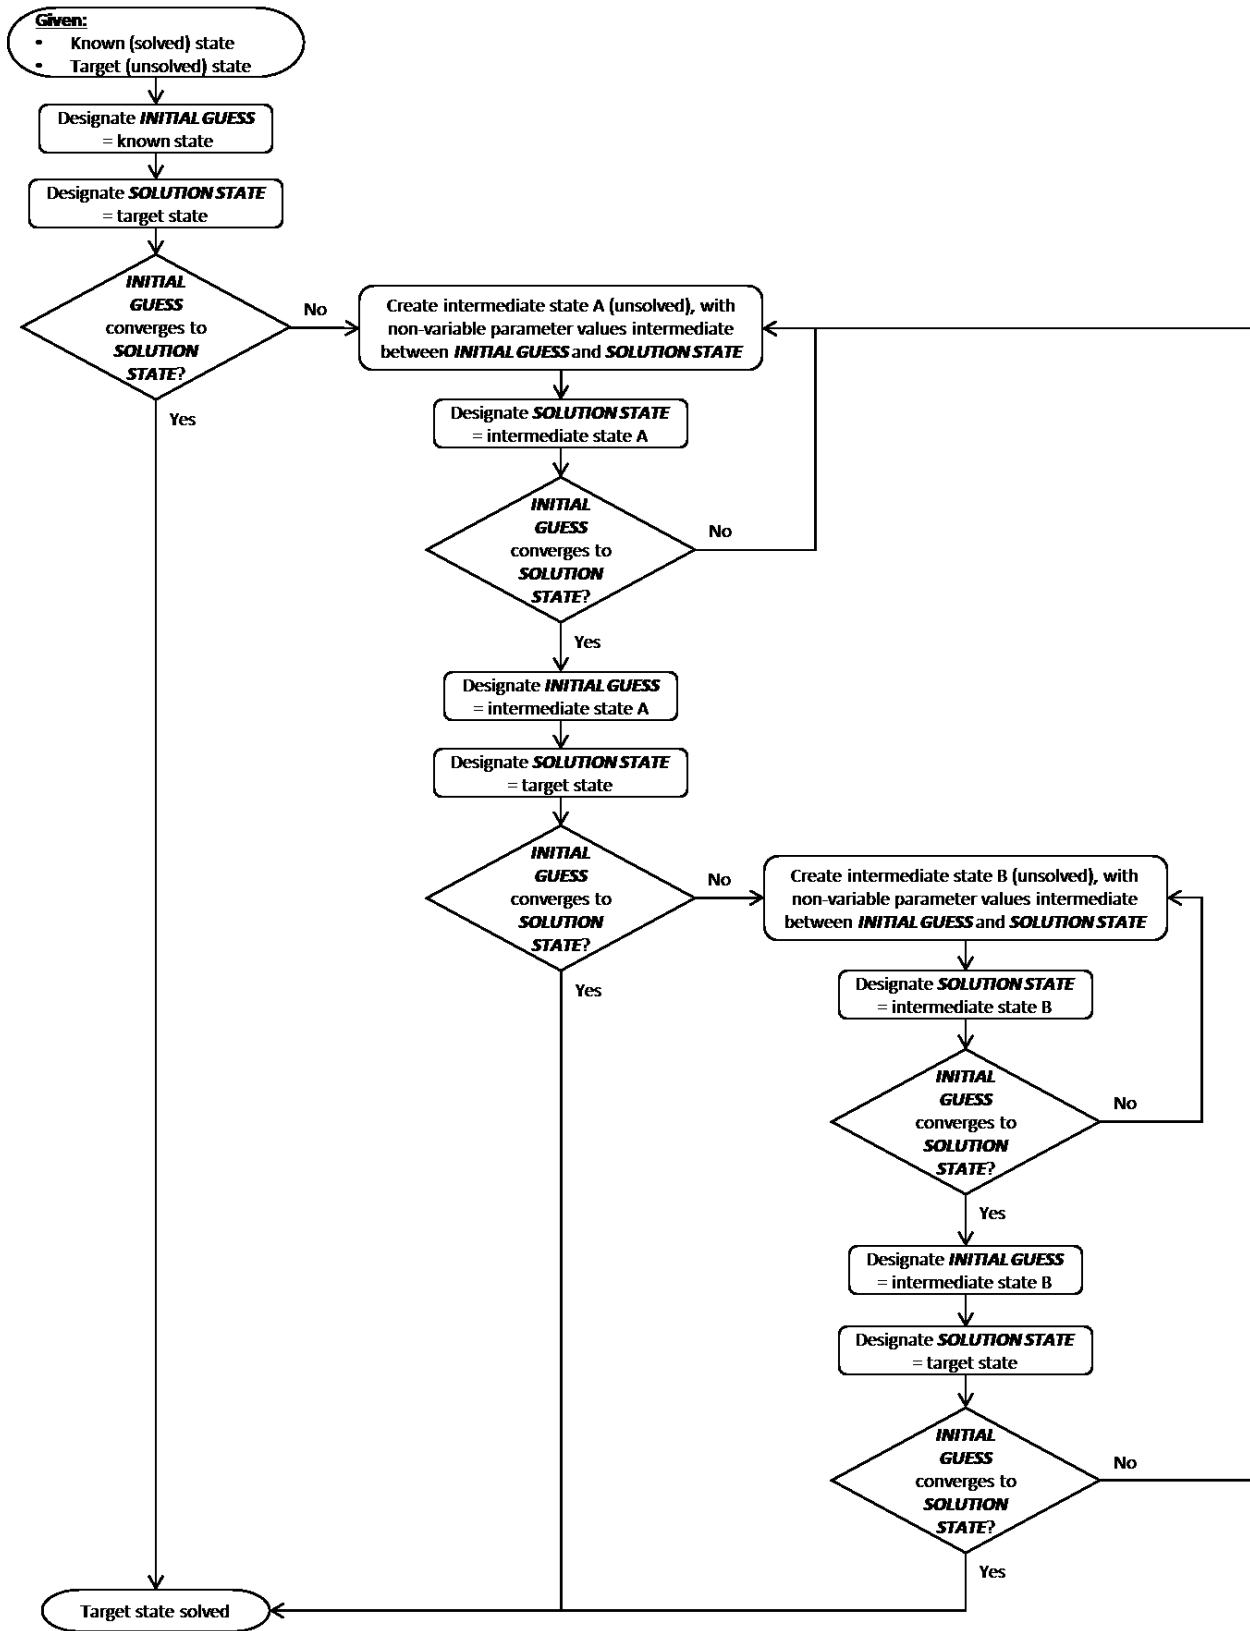 Given:
• Known (solved) state
• Target (unsolved) state
Designate INITIAL GUESS
= known state
Designate SOLUTION STATE
= target state
INITIAL
GUESS
converges to
SOLUTION
STATE?
No
Yes
Create intermediate state A (unsolved), with
non-variable parameter values intermediate
between INITIAL GUESS and SOLUTION STATE
Designate SOLUTION STATE
= intermediate state A
INITIAL
GUESS
converges to
SOLUTION
STATE?
No
Yes
Designate INITIAL GUESS
= intermediate state A
Designate SOLUTION STATE
= target state
INITIAL
GUESS
converges to
SOLUTION
STATE?
No
Yes
Create intermediate state B (unsolved), with
non-variable parameter values intermediate
between INITIAL GUESS and SOLUTION STATE
Designate SOLUTION STATE
= intermediate state B
INITIAL
GUESS
converges to
SOLUTION
STATE?
No
Yes
Designate INITIAL GUESS
= intermediate state B
Designate SOLUTION STATE
= target state
INITIAL
GUESS
converges to
SOLUTION
STATE?
No
Yes
Target state solved